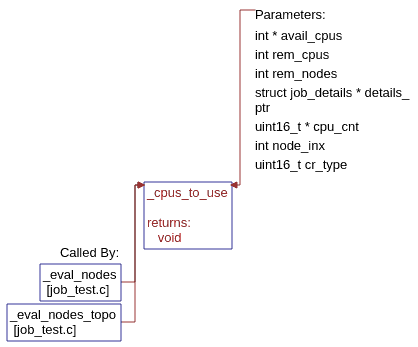 Parameters:
int * avail_cpus
int rem_cpus
int rem_nodes
struct job_details * details_
ptr
uint16_t * cpu_cnt
int node_inx
uint16_t cr_type
_cpus_to_use
returns:
void
Called By:
_eval_nodes
[job_test.c]
_eval_nodes_topo
[job_test.c]